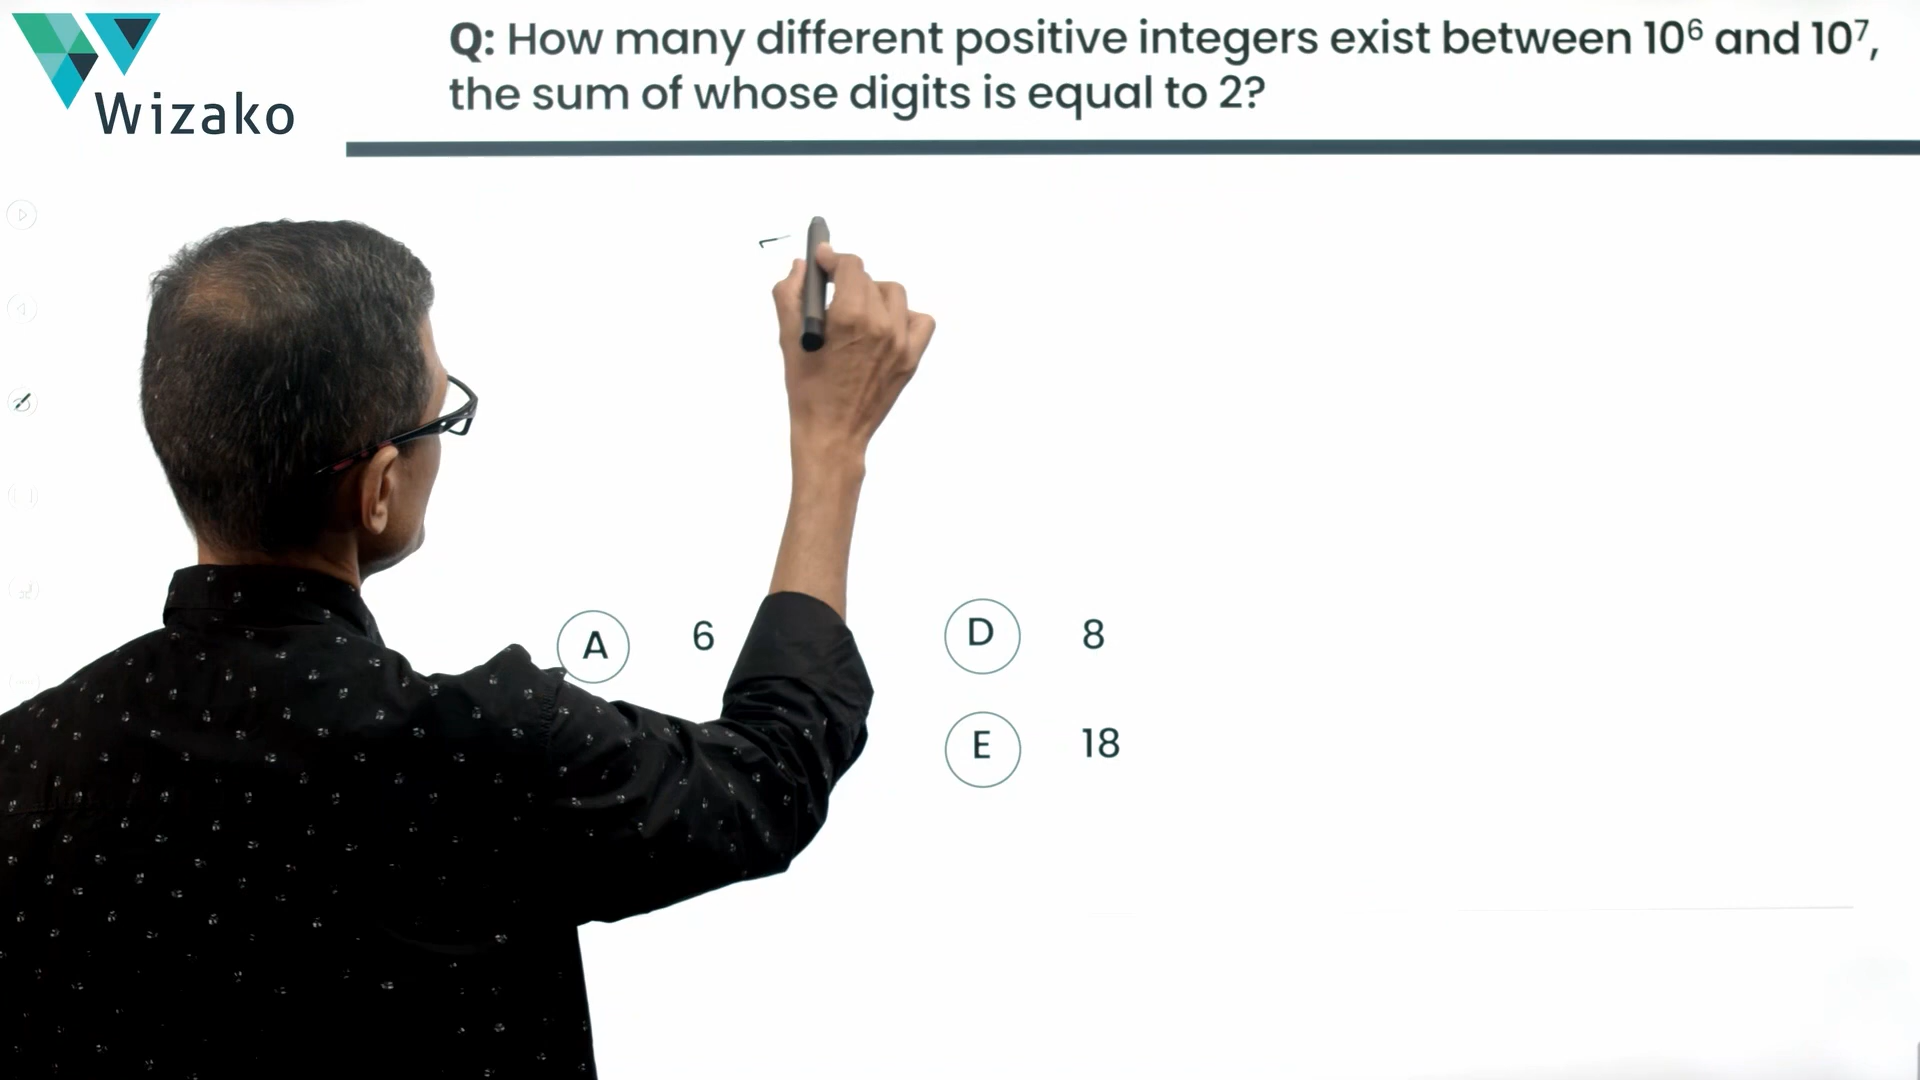 Wizako
Q: How many different positive integers exist between 10⁶ and 10⁷,
the sum of whose digits is equal to 2?
A 6
D 8
E 18